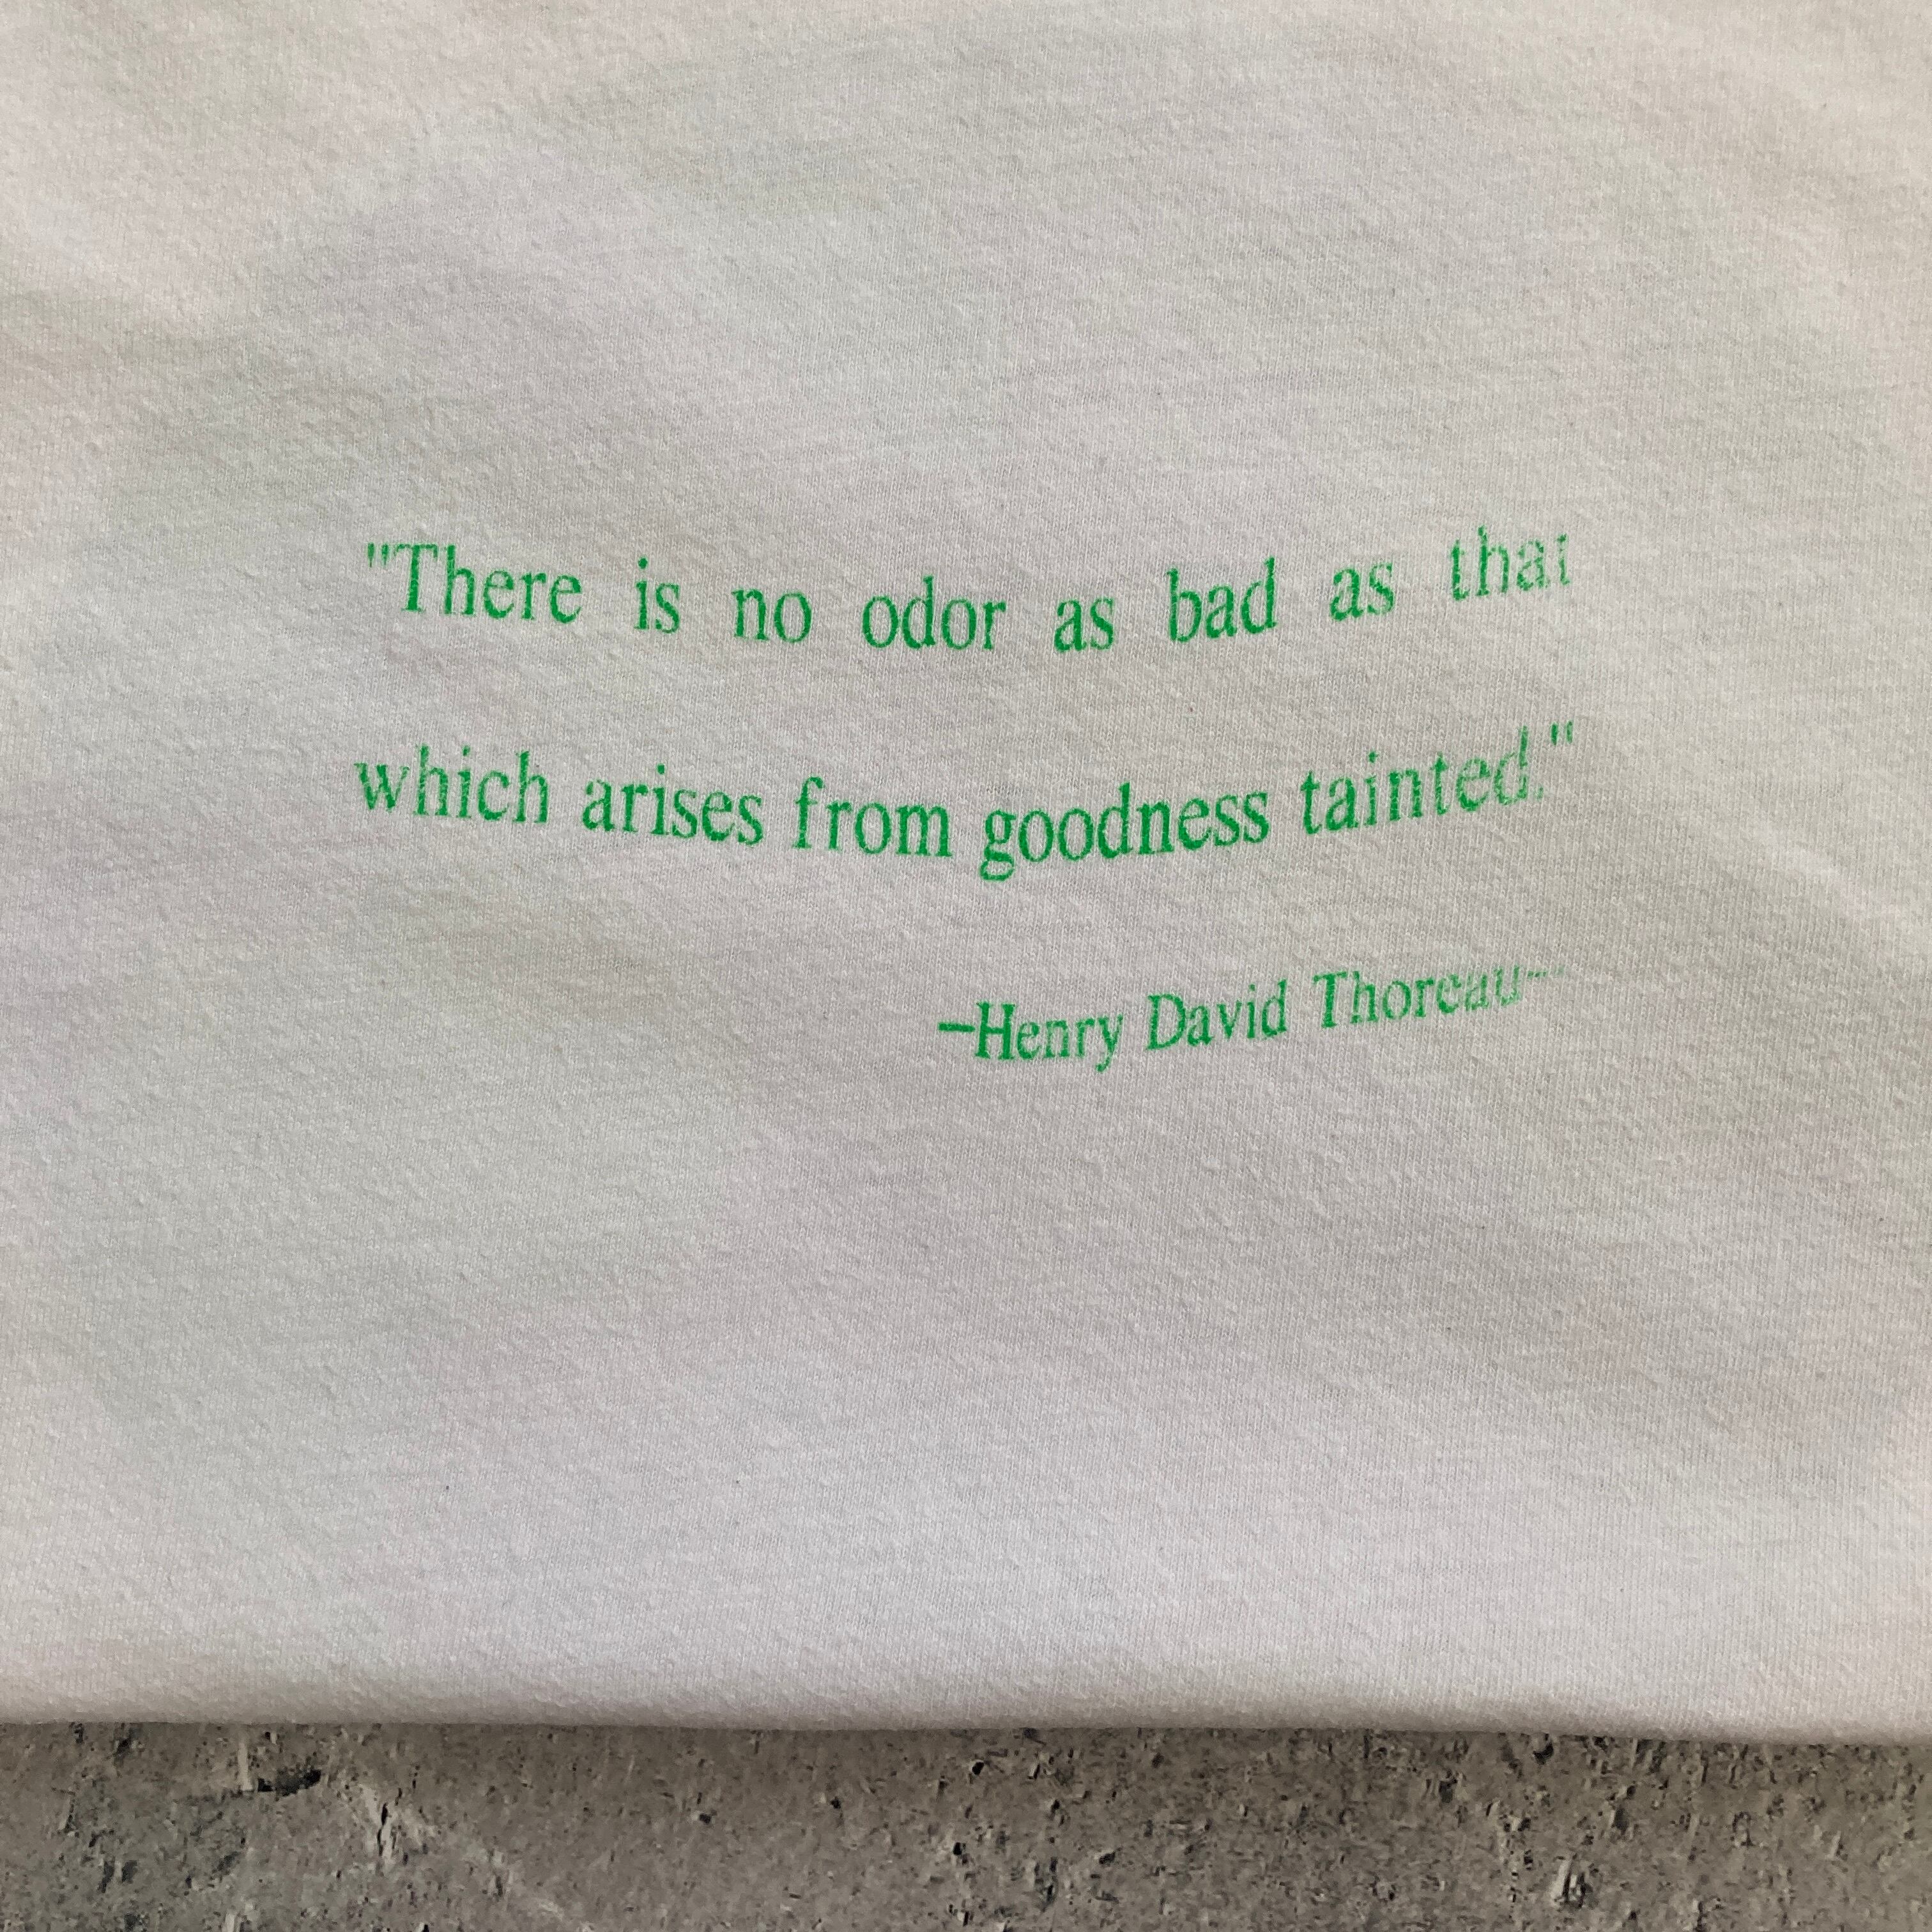 "There is no odor as bad as that
which arises from goodness tainted."
—Henry David Thoreau—